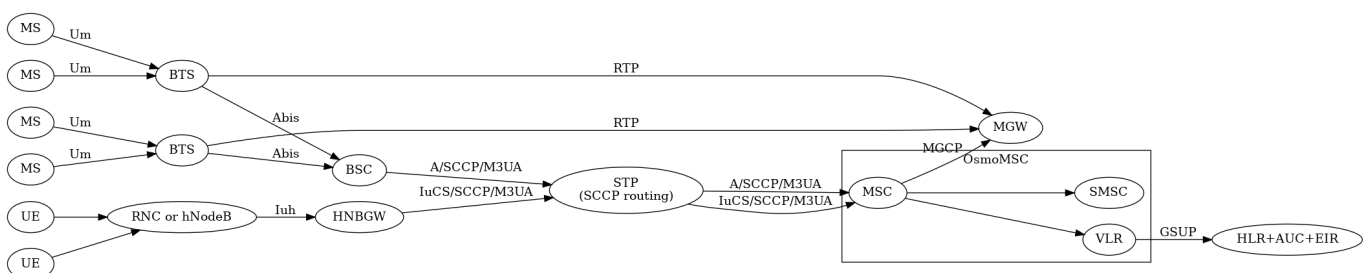 MS
Um
MS
Um
BTS
RTP
MS
Um
Abis
RTP
MGW
MS
Um
BTS
Abis
MGCP
OsmoMSC
BSC
A/SCCP/M3UA
STP
(SCCP routing)
A/SCCP/M3UA
MSC
SMSC
IuCS/SCCP/M3UA
IuCS/SCCP/M3UA
UE
RNC or hNodeB
Iuh
HNBGW
VLR
GSUP
HLR+AUC+EIR
UE